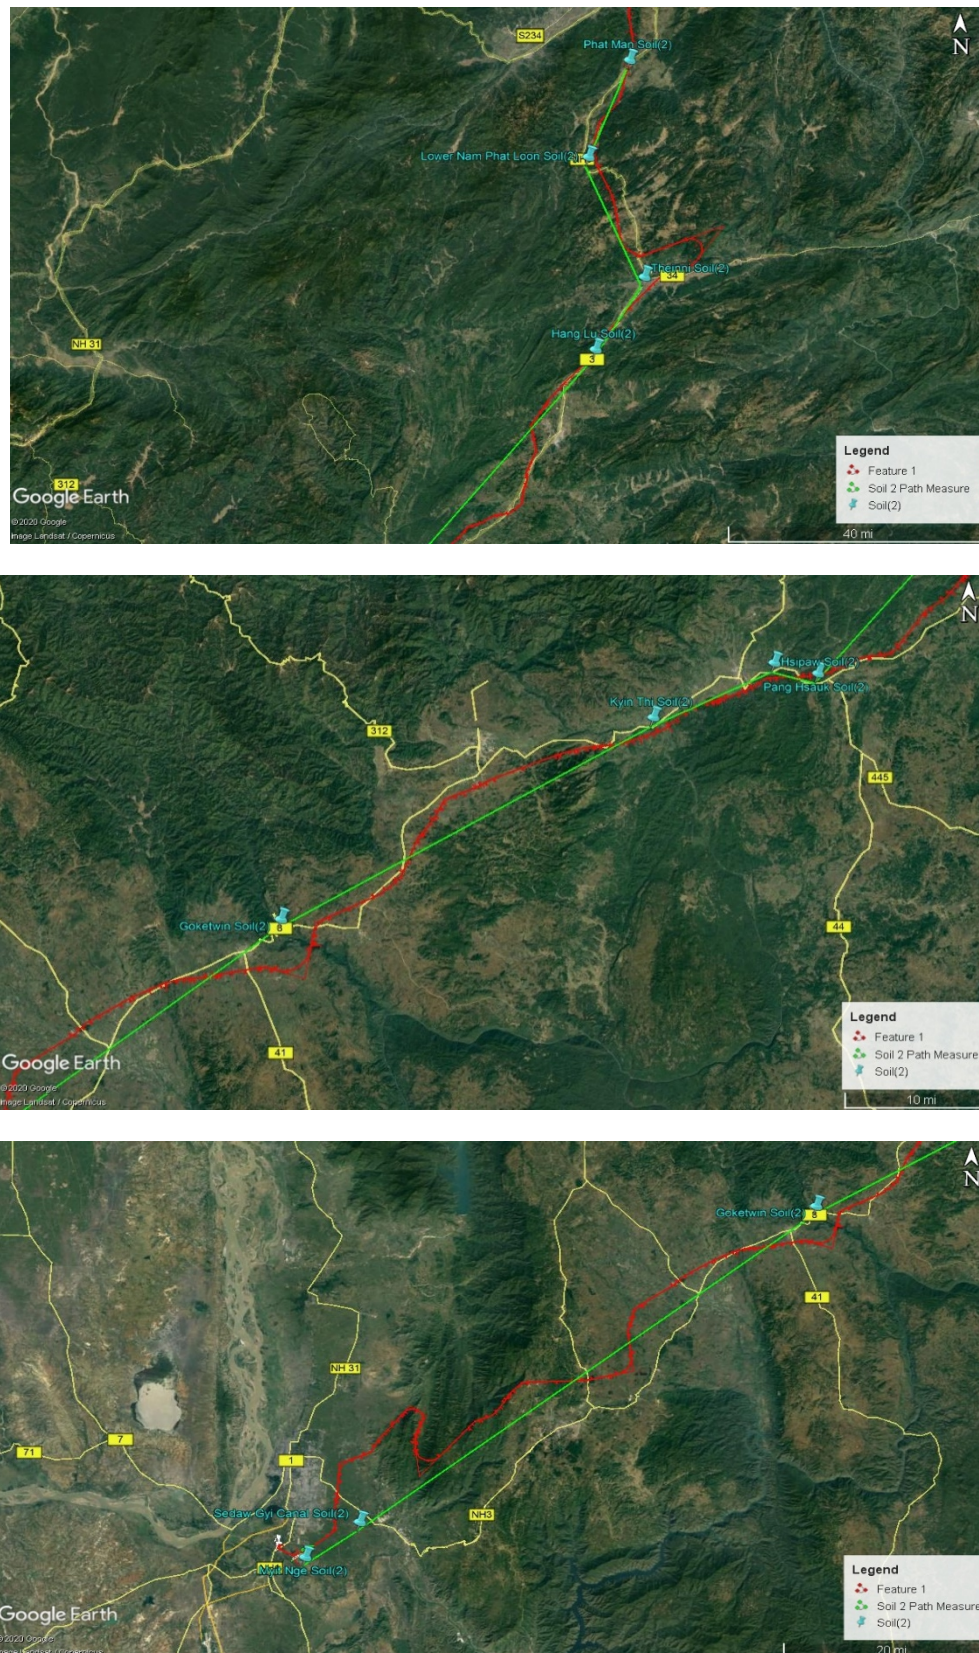 S234
N
Phat Man Soil(2)
Lower Nam Phat Loon Soil(2)
Theinni Soil(2)
34
Hang Lu Soil(2)
3
NH 31
312
Legend
Feature 1
Soil 2 Path Measure
Soil(2)
Google Earth
©2020 Google
Image Landsat / Copernicus
40 mi
N
Hsipaw Soil(2)
Pang Hsauk Soil(2)
Kyin Thi Soil(2)
312
445
Goketwin Soil(2
8
44
41
Legend
Feature 1
Soil 2 Path Measure
Soil(2)
Google Earth
©2020 Google
Image Landsat / Copernicus
10 mi
N
Goketwin Soil(2)
8
41
NH 31
7
71
1
Sedaw Gyi Canal Soil(2)
NH3
Myit Nge Soil(2)
Legend
Feature 1
Soil 2 Path Measure
Soil(2)
Google Earth
©2020 Google
Image Landsat / Copernicus
20 mi